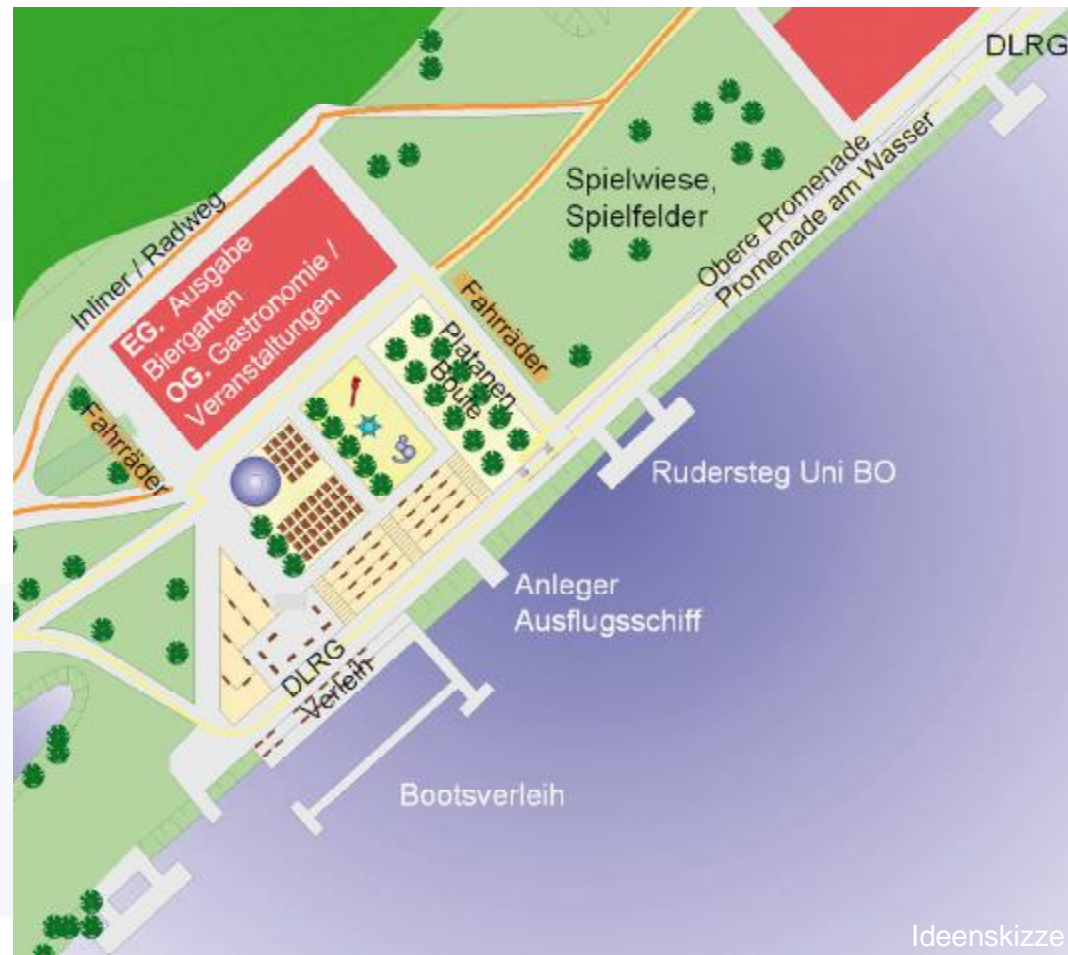 DLRG
Inliner / Radweg
EG. Ausgabe
Biergarten
OG. Gastronomie /
Veranstaltungen
Spielwiese,
Spielfelder
Obere Promenade
Promenade am Wasser
Fahrräder
Platanen
Boule
Fahrräder
Rudersteg Uni BO
Anleger
Ausflugsschiff
DLRG
Verleih
Bootsverleih
Ideenskizze